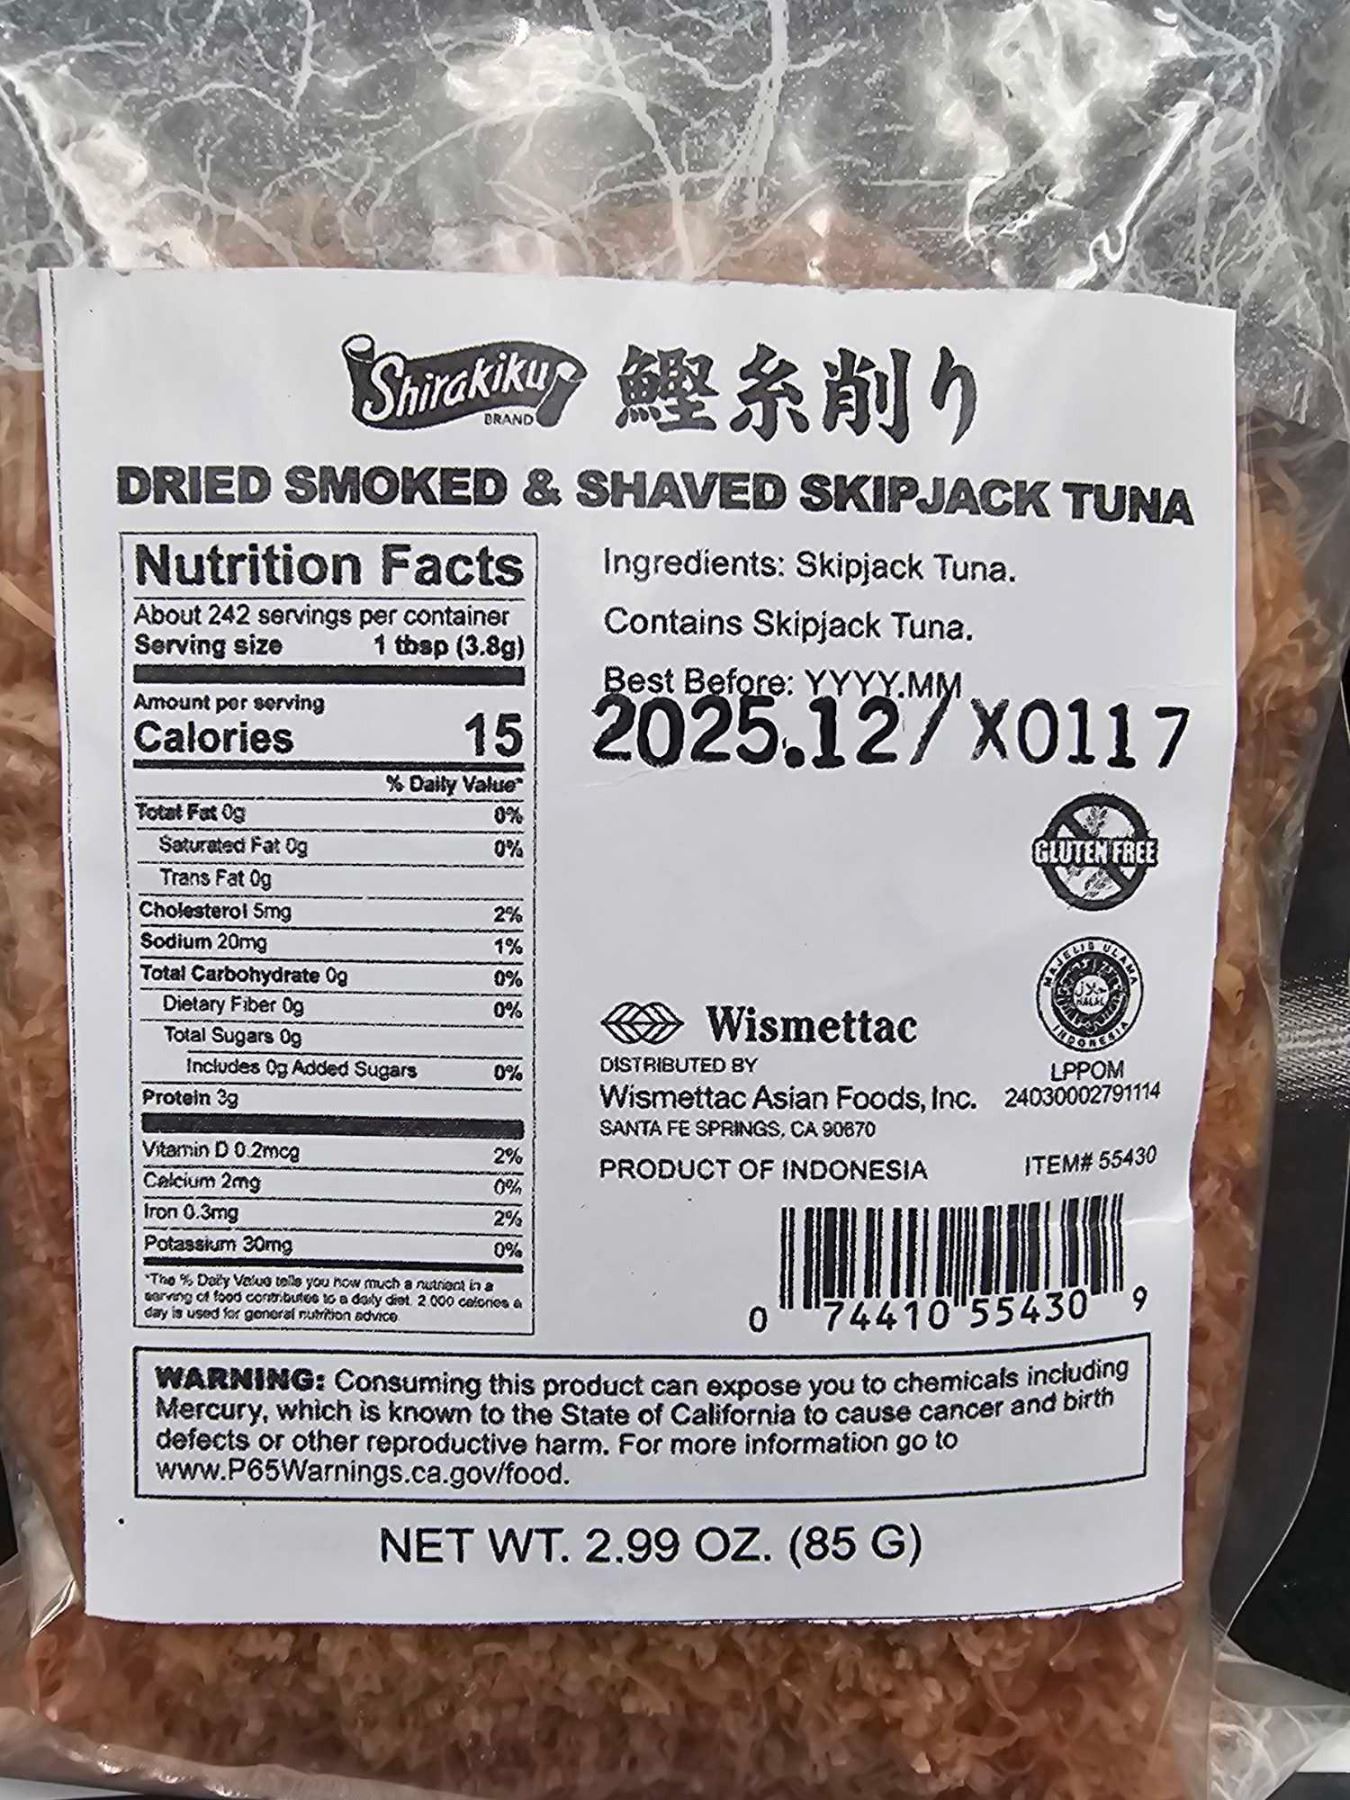 Shirakiku
BRAND
鰹糸削り
DRIED SMOKED & SHAVED SKIPJACK TUNA
Nutrition Facts
About 242 servings per container
Serving size 1 tbsp (3.8g)
Amount per serving
Calories 15
% Daily Value*
Total Fat 0g 0%
Saturated Fat 0g 0%
Trans Fat 0g
Cholesterol 5mg 2%
Sodium 20mg 1%
Total Carbohydrate 0g 0%
Dietary Fiber 0g 0%
Total Sugars 0g
Includes 0g Added Sugars 0%
Protein 3g
Vitamin D 0.2mcg 2%
Calcium 2mg 0%
Iron 0.3mg 2%
Potassium 30mg 0%
*The % Daily Value tells you how much a nutrient in a
serving of food contributes to a daily diet. 2,000 calories a
day is used for general nutrition advice.
Ingredients: Skipjack Tuna.
Contains Skipjack Tuna.
Best Before: YYYY.MM
2025.12/X0117
GLUTEN FREE
MAJELIS ULAMA
حلال
HALAL
INDONESIA
LPPOM
24030002791114
Wismettac
DISTRIBUTED BY
Wismettac Asian Foods, Inc.
SANTA FE SPRINGS, CA 90670
PRODUCT OF INDONESIA
ITEM# 55430
0 74410 55430 9
WARNING: Consuming this product can expose you to chemicals including
Mercury, which is known to the State of California to cause cancer and birth
defects or other reproductive harm. For more information go to
www.P65Warnings.ca.gov/food.
NET WT. 2.99 OZ. (85 G)